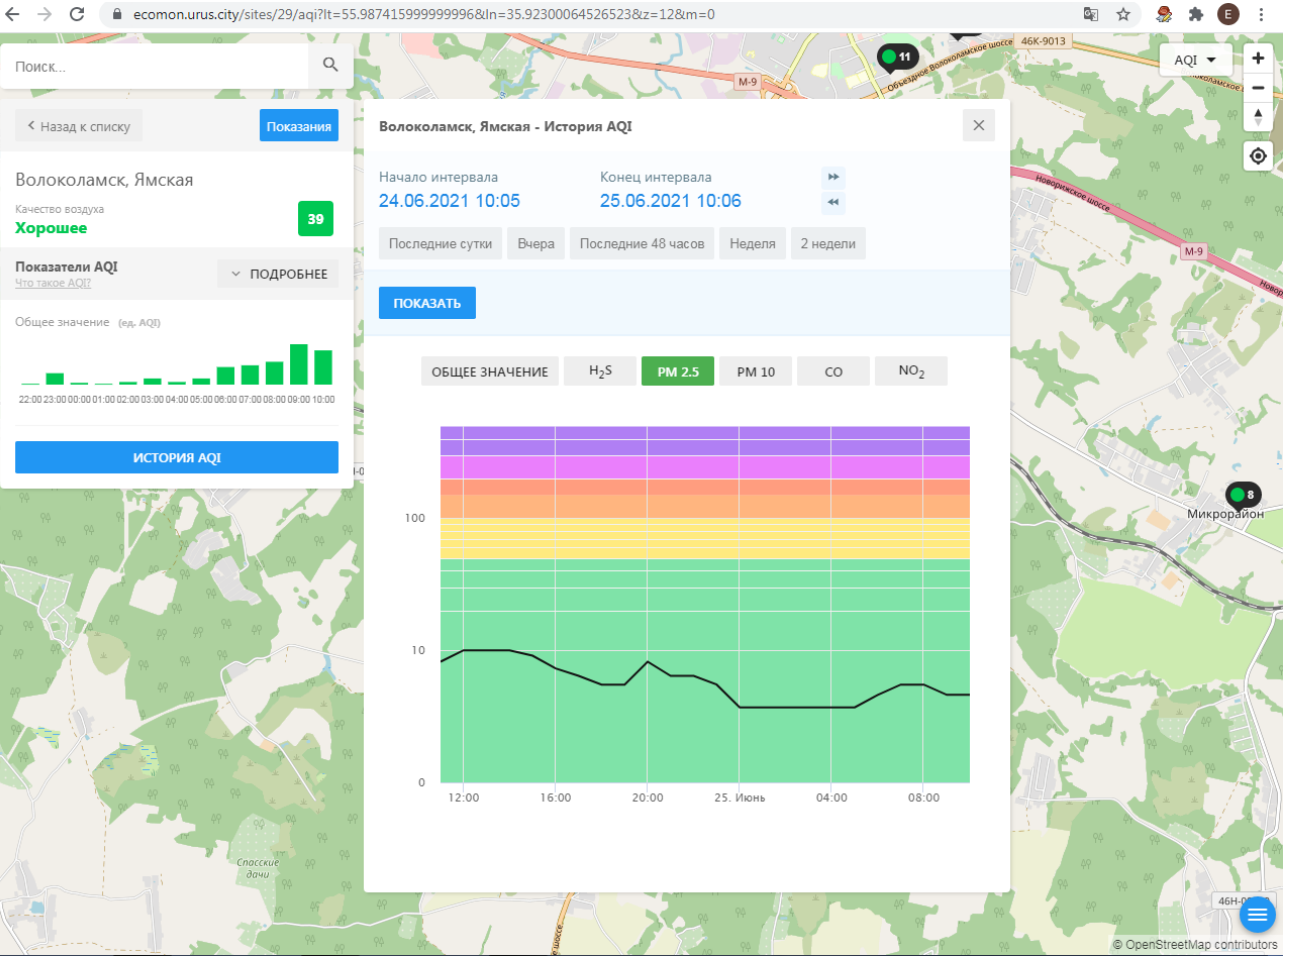 ecomon.urus.city/sites/29/aqi?lt=55.987415999999996&ln=35.92300064526523&z=12&m=0
E
Поиск...
Назад к списку
Показания
Волоколамск, Ямская
Качество воздуха
Хорошее
39
Показатели AQI
Что такое AQI?
ПОДРОБНЕЕ
Общее значение (ед. AQI)
22:00 23:00 00:00 01:00 02:00 03:00 04:00 05:00 06:00 07:00 08:00 09:00 10:00
ИСТОРИЯ AQI
Волоколамск, Ямская - История AQI
Начало интервала
24.06.2021 10:05
Конец интервала
25.06.2021 10:06
Последние сутки
Вчера
Последние 48 часов
Неделя
2 недели
ПОКАЗАТЬ
ОБЩЕЕ ЗНАЧЕНИЕ
H2S
PM 2.5
PM 10
CO
NO2
100
10
0
12:00
16:00
20:00
25. Июнь
04:00
08:00
M-9
11
Объездное Волоколамское шоссе
46К-9013
AQI
Новорижское шоссе
М-9
8
Микрорайон
Спасские
дачи
© OpenStreetMap contributors